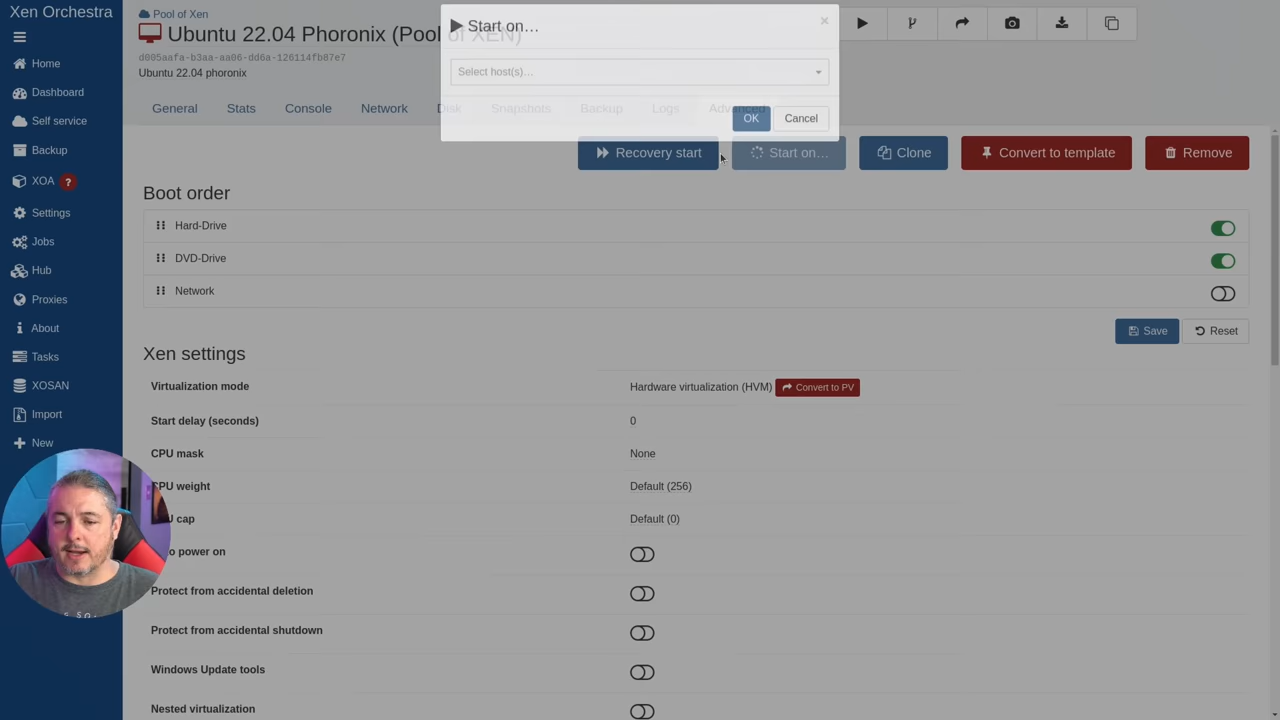 Xen Orchestra
Home
Dashboard
Self service
Backup
XOA ?
Settings
Jobs
Hub
Proxies
About
Tasks
XOSAN
Import
New
Pool of Xen
Ubuntu 22.04 Phoronix (Pool of XEN)
d005aafa-b3aa-aa06-dd6a-126114fb87e7
Ubuntu 22.04 phoronix
General Stats Console Network Disk Snapshots Backup Logs Advanced
Start on…
×
Select host(s)…
OK Cancel
Recovery start Start on… Clone Convert to template Remove
Boot order
Hard-Drive
DVD-Drive
Network
Save Reset
Xen settings
Virtualization mode Hardware virtualization (HVM) Convert to PV
Start delay (seconds) 0
CPU mask None
CPU weight Default (256)
cap Default (0)
power on
Protect from accidental deletion
Protect from accidental shutdown
Windows Update tools
Nested virtualization